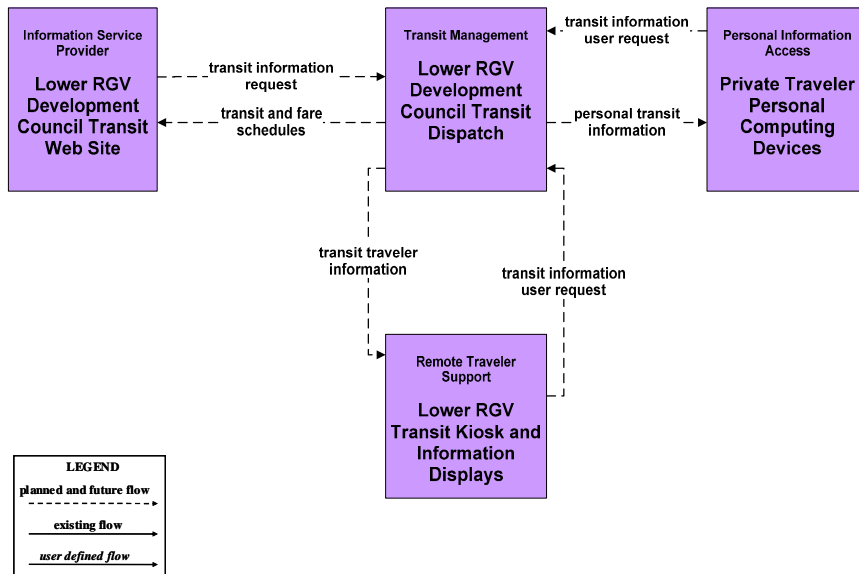 Information Service
Provider
Lower RGV
Development
Council Transit
Web Site
transit information
request
transit and fare
schedules
Transit Management
Lower RGV
Development
Council Transit
Dispatch
transit information
user request
personal transit
information
Personal Information
Access
Private Traveler
Personal
Computing
Devices
transit traveler
information
transit information
user request
Remote Traveler
Support
Lower RGV
Transit Kiosk and
Information
Displays
LEGEND
planned and future flow
existing flow
user defined flow